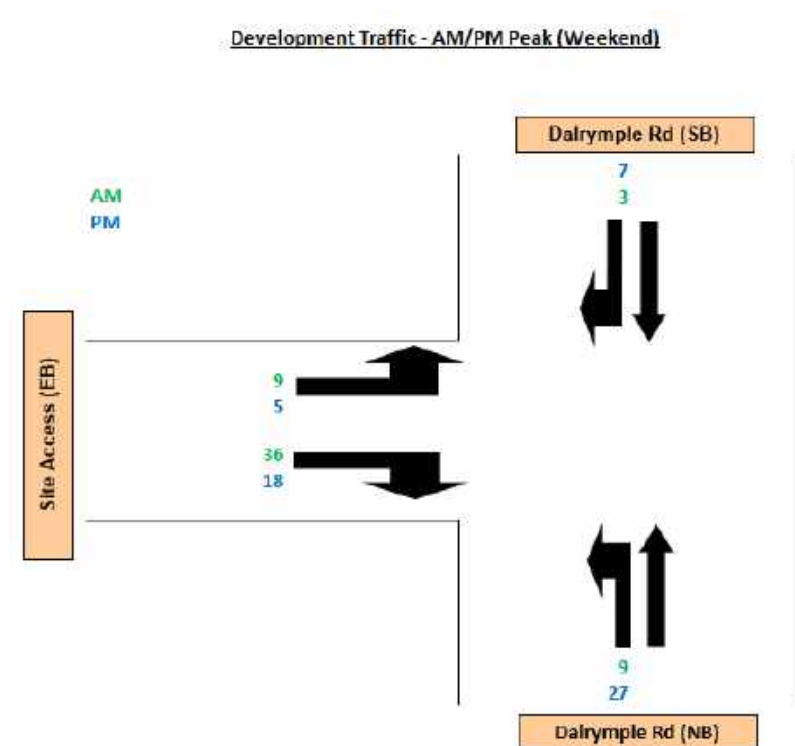 Development Traffic - AM/PM Peak (Weekend)
Dalrymple Rd (SB)
7
3
AM
PM
Site Access (EB)
9
5
36
18
9
27
Dalrymple Rd (NB)